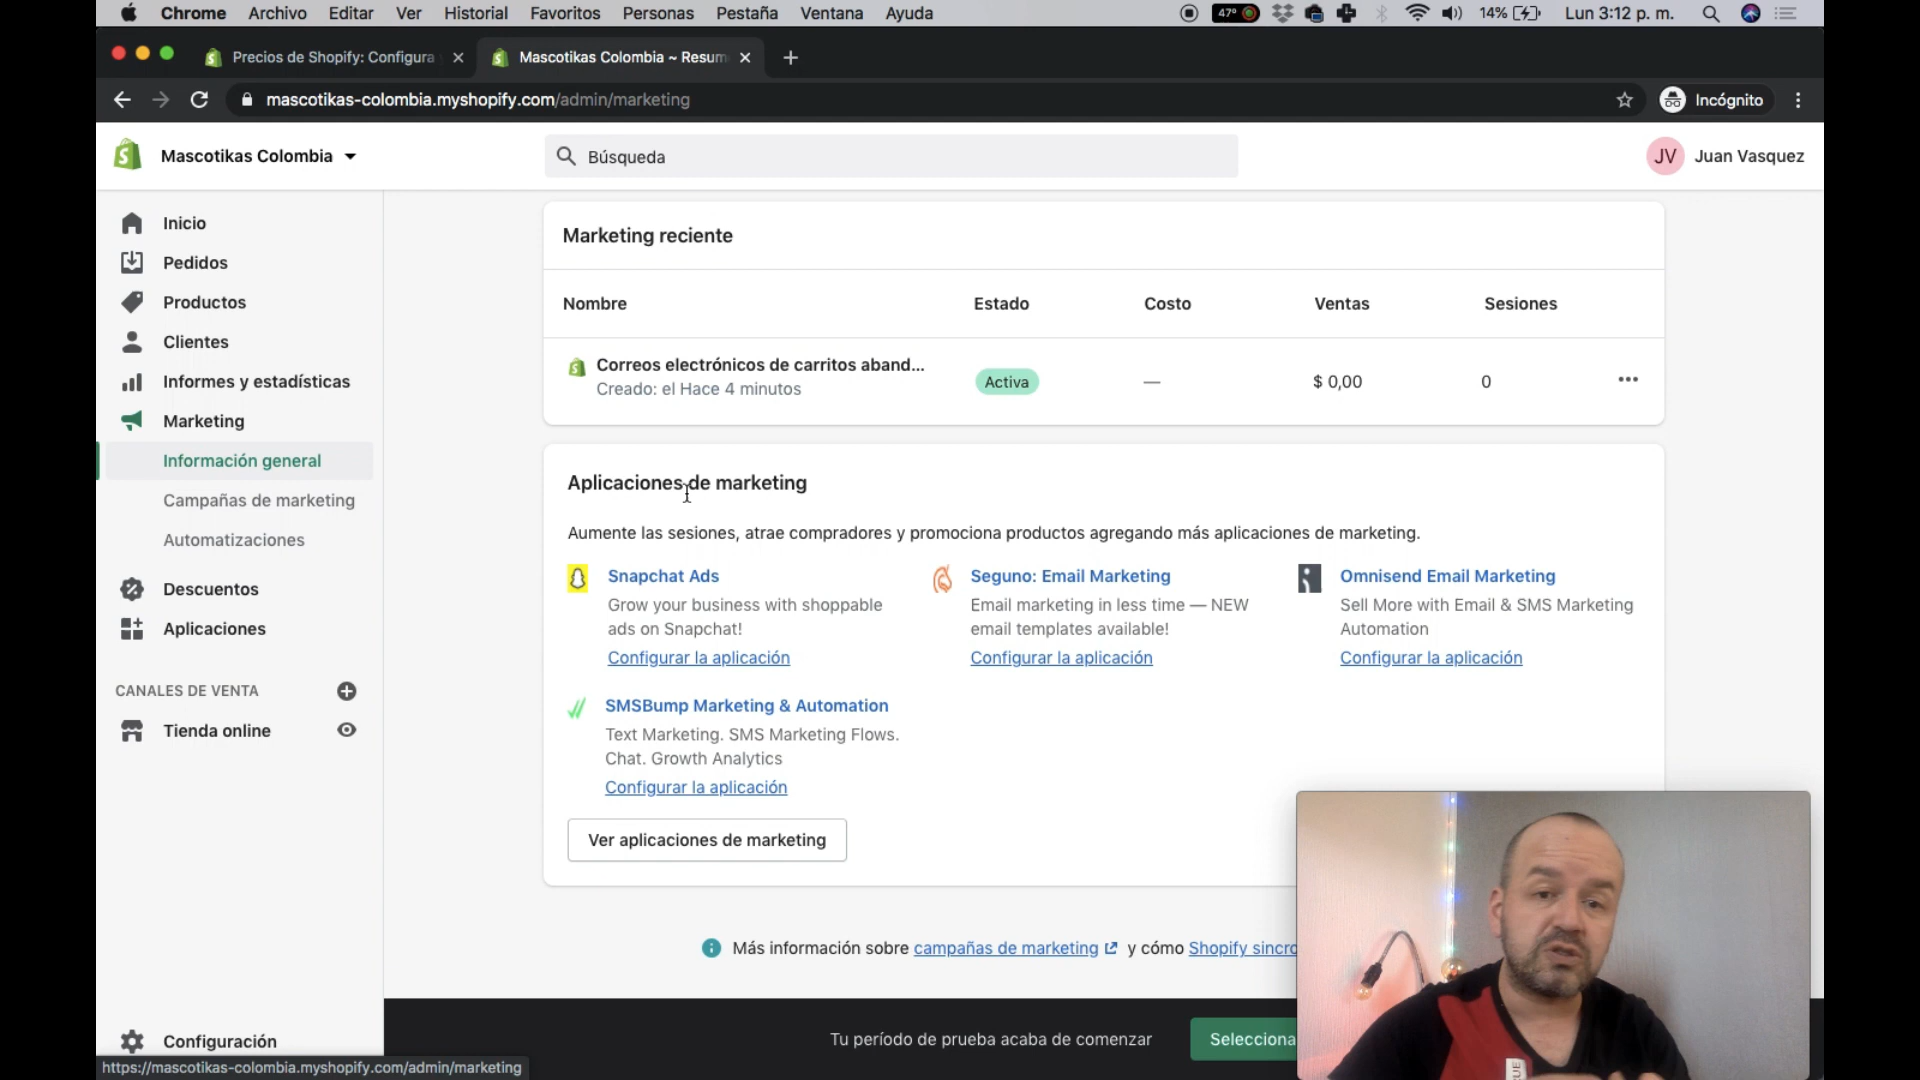 Chrome Archivo Editar Ver Historial Favoritos Personas Pestaña Ventana Ayuda 47° 14% Lun 3:12 p. m.
Precios de Shopify: Configura
Mascotikas Colombia ~ Resum
mascotikas-colombia.myshopify.com/admin/marketing
Incógnito
Mascotikas Colombia
Búsqueda
JV Juan Vasquez
Inicio
Pedidos
Productos
Clientes
Informes y estadísticas
Marketing
Información general
Campañas de marketing
Automatizaciones
Descuentos
Aplicaciones
CANALES DE VENTA
Tienda online
Configuración
https://mascotikas-colombia.myshopify.com/admin/marketing
Marketing reciente
Nombre Estado Costo Ventas Sesiones
Correos electrónicos de carritos aband...
Creado: el Hace 4 minutos
Activa — $ 0,00 0
Aplicaciones de marketing
Aumente las sesiones, atrae compradores y promociona productos agregando más aplicaciones de marketing.
Snapchat Ads
Grow your business with shoppable
ads on Snapchat!
Configurar la aplicación
Seguno: Email Marketing
Email marketing in less time — NEW
email templates available!
Configurar la aplicación
Omnisend Email Marketing
Sell More with Email & SMS Marketing
Automation
Configurar la aplicación
SMSBump Marketing & Automation
Text Marketing. SMS Marketing Flows.
Chat. Growth Analytics
Configurar la aplicación
Ver aplicaciones de marketing
Más información sobre campañas de marketing y cómo Shopify sincro
Tu período de prueba acaba de comenzar
Selecciona